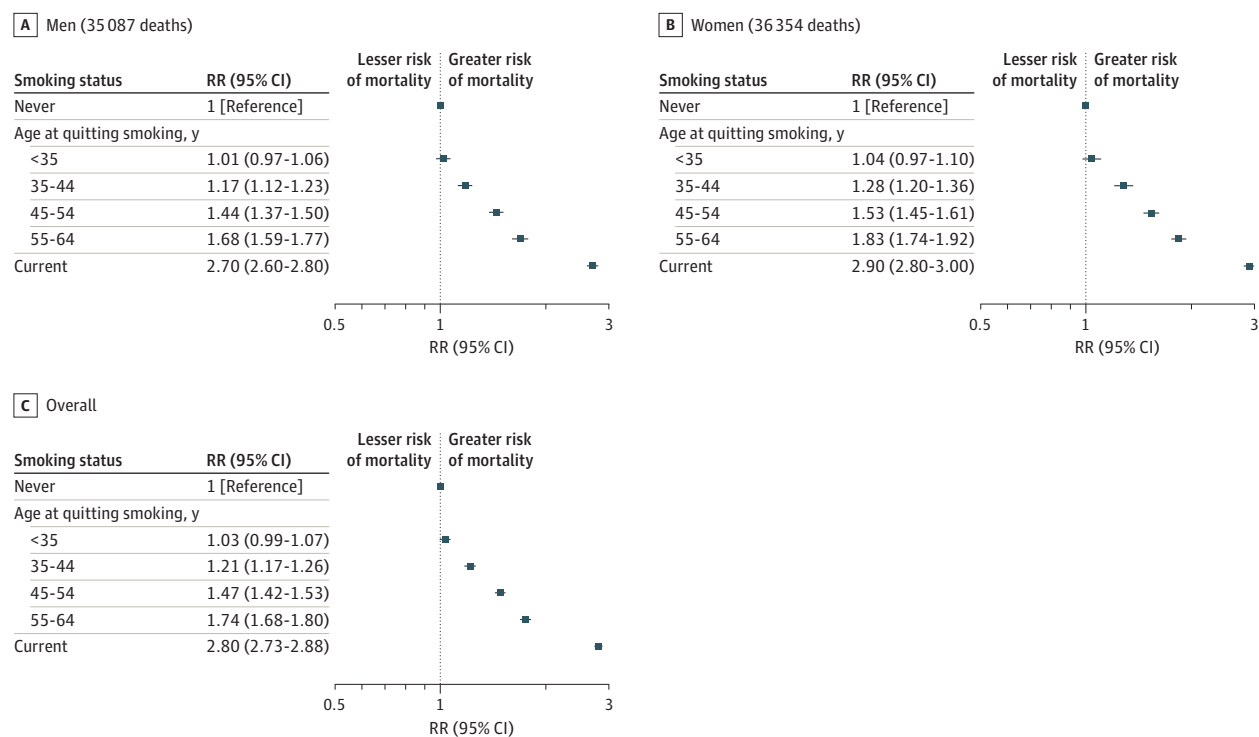 A Men (35 087 deaths)
Lesser risk Greater risk
Smoking status RR (95% CI) of mortality of mortality
Never 1 [Reference]
Age at quitting smoking, y
<35 1.01 (0.97-1.06)
35-44 1.17 (1.12-1.23)
45-54 1.44 (1.37-1.50)
55-64 1.68 (1.59-1.77)
Current 2.70 (2.60-2.80)
0.5 1 3
RR (95% CI)
B Women (36 354 deaths)
Lesser risk Greater risk
Smoking status RR (95% CI) of mortality of mortality
Never 1 [Reference]
Age at quitting smoking, y
<35 1.04 (0.97-1.10)
35-44 1.28 (1.20-1.36)
45-54 1.53 (1.45-1.61)
55-64 1.83 (1.74-1.92)
Current 2.90 (2.80-3.00)
0.5 1 3
RR (95% CI)
C Overall
Lesser risk Greater risk
Smoking status RR (95% CI) of mortality of mortality
Never 1 [Reference]
Age at quitting smoking, y
<35 1.03 (0.99-1.07)
35-44 1.21 (1.17-1.26)
45-54 1.47 (1.42-1.53)
55-64 1.74 (1.68-1.80)
Current 2.80 (2.73-2.88)
0.5 1 3
RR (95% CI)